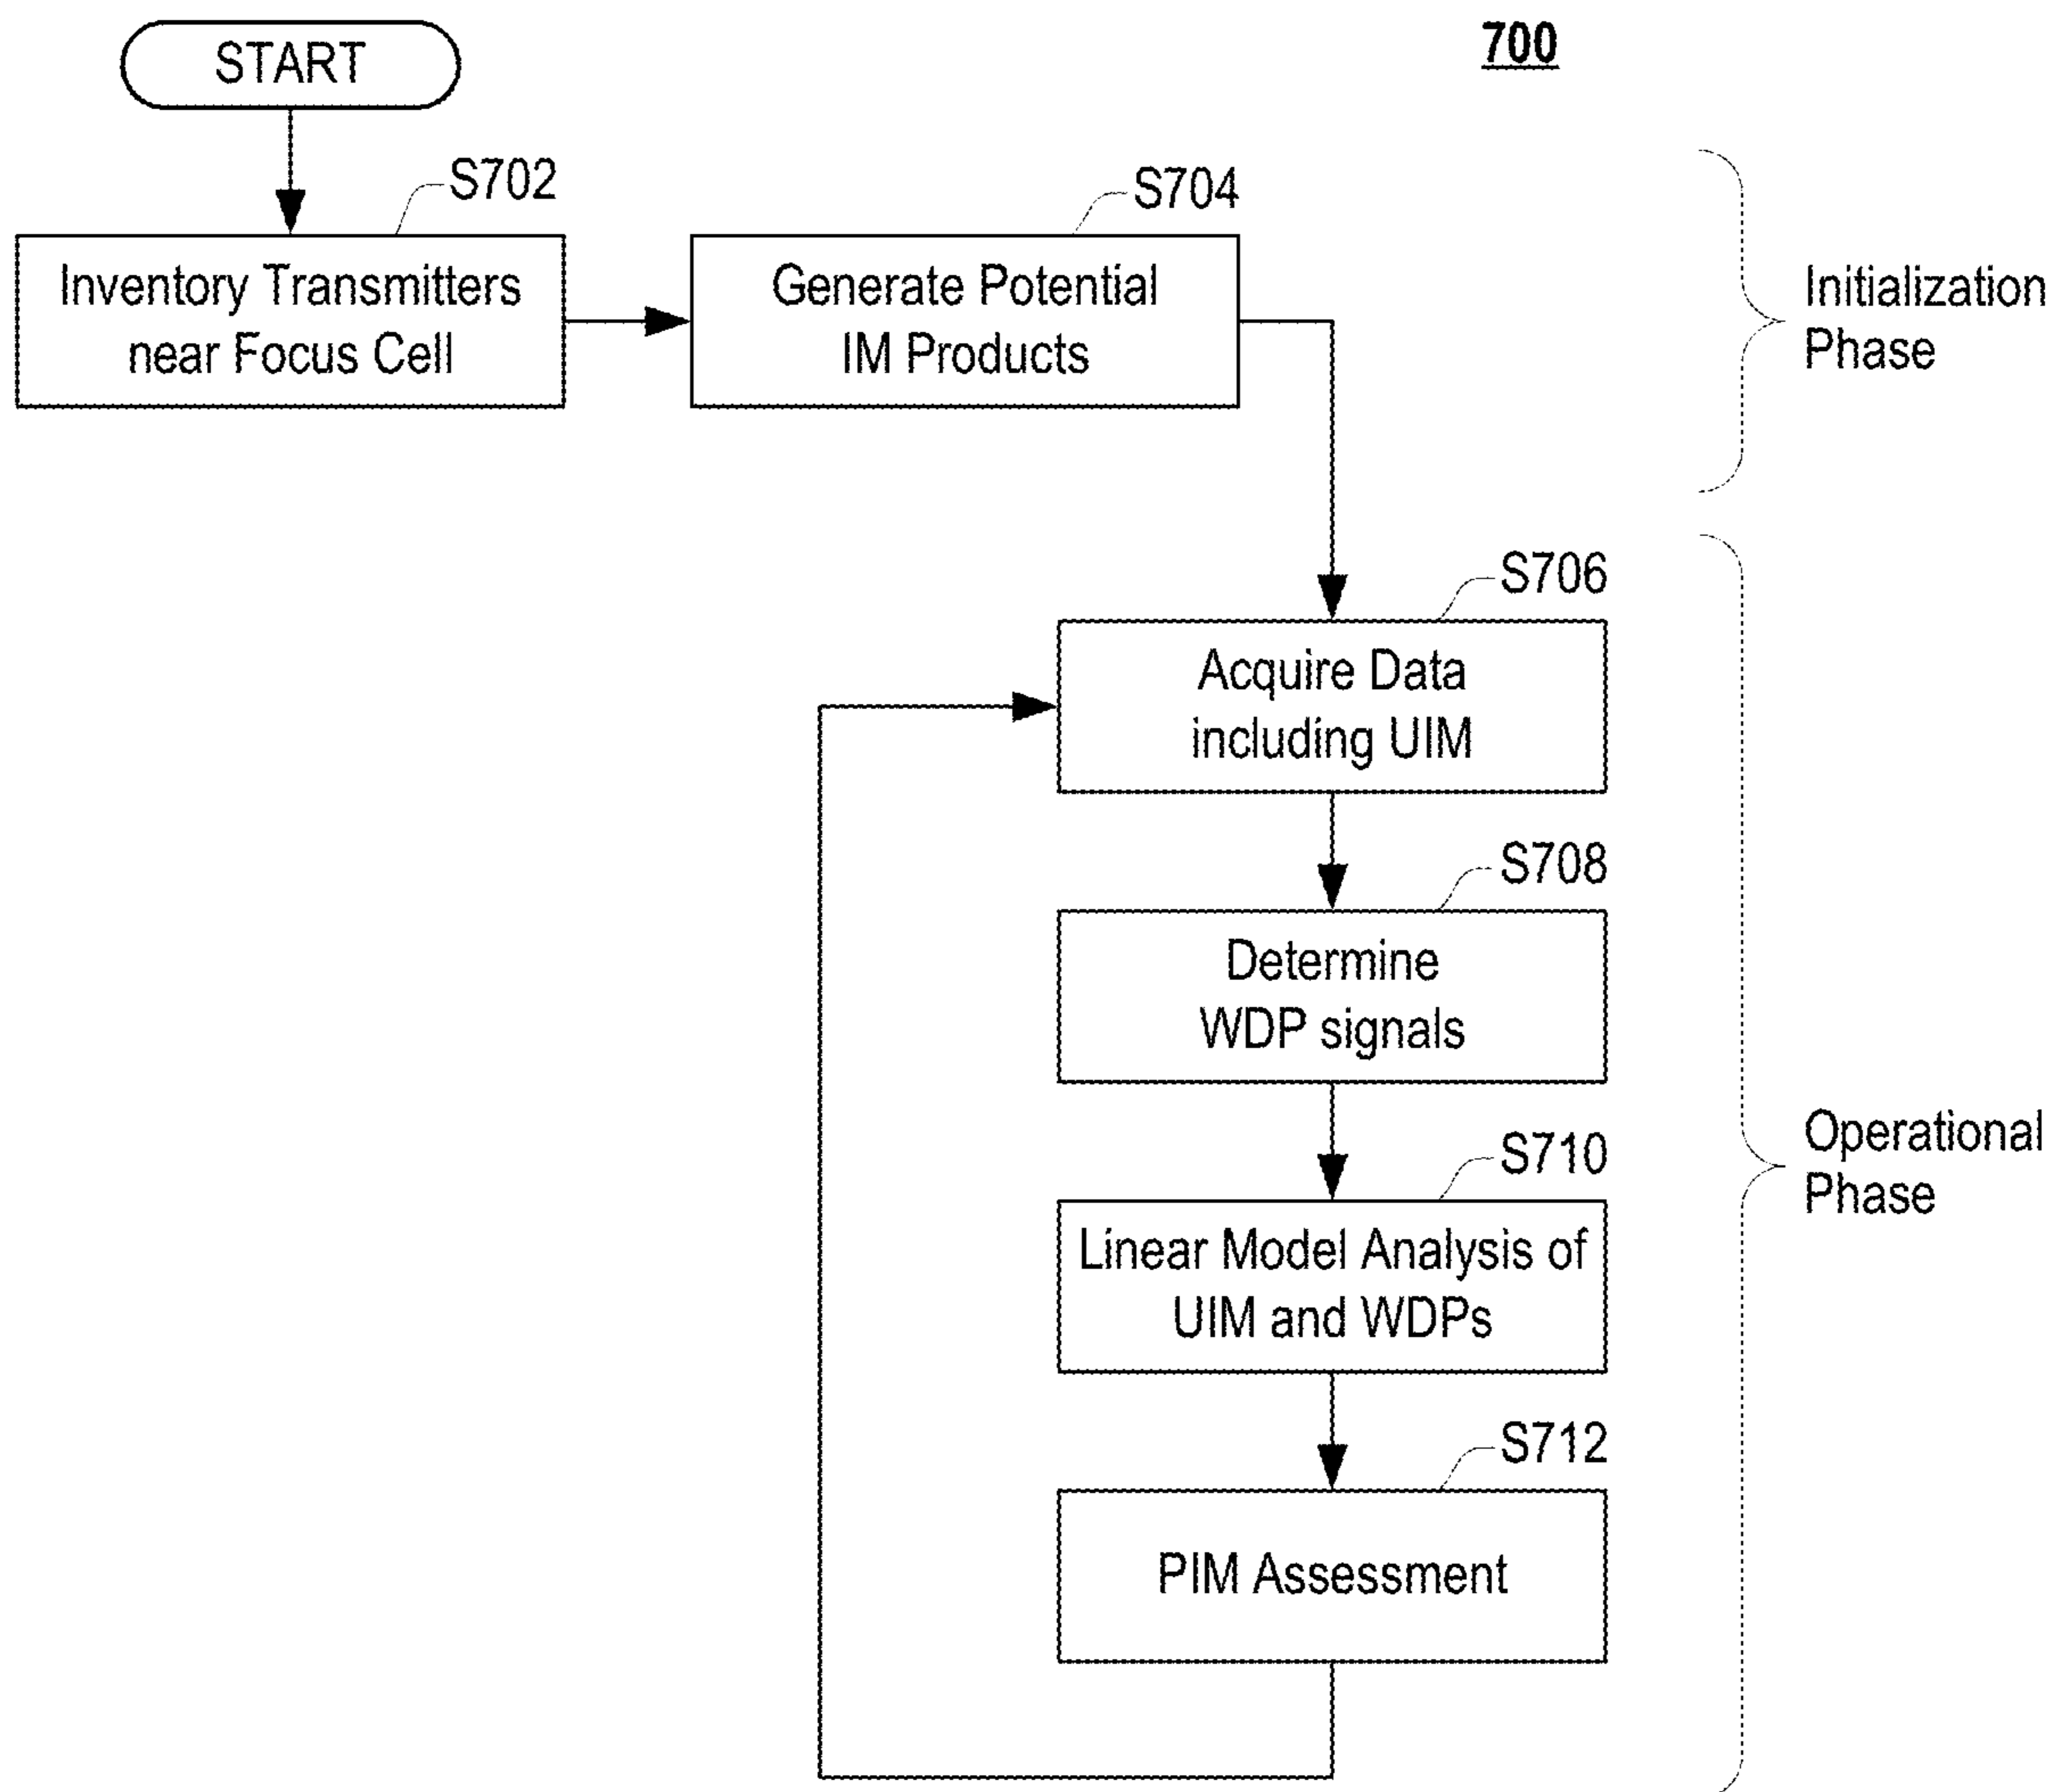 700
START
S702
Inventory Transmitters
near Focus Cell
S704
Generate Potential
IM Products
Initialization
Phase
S706
Acquire Data
including UIM
S708
Determine
WDP signals
S710
Linear Model Analysis of
UIM and WDPs
S712
PIM Assessment
Operational
Phase